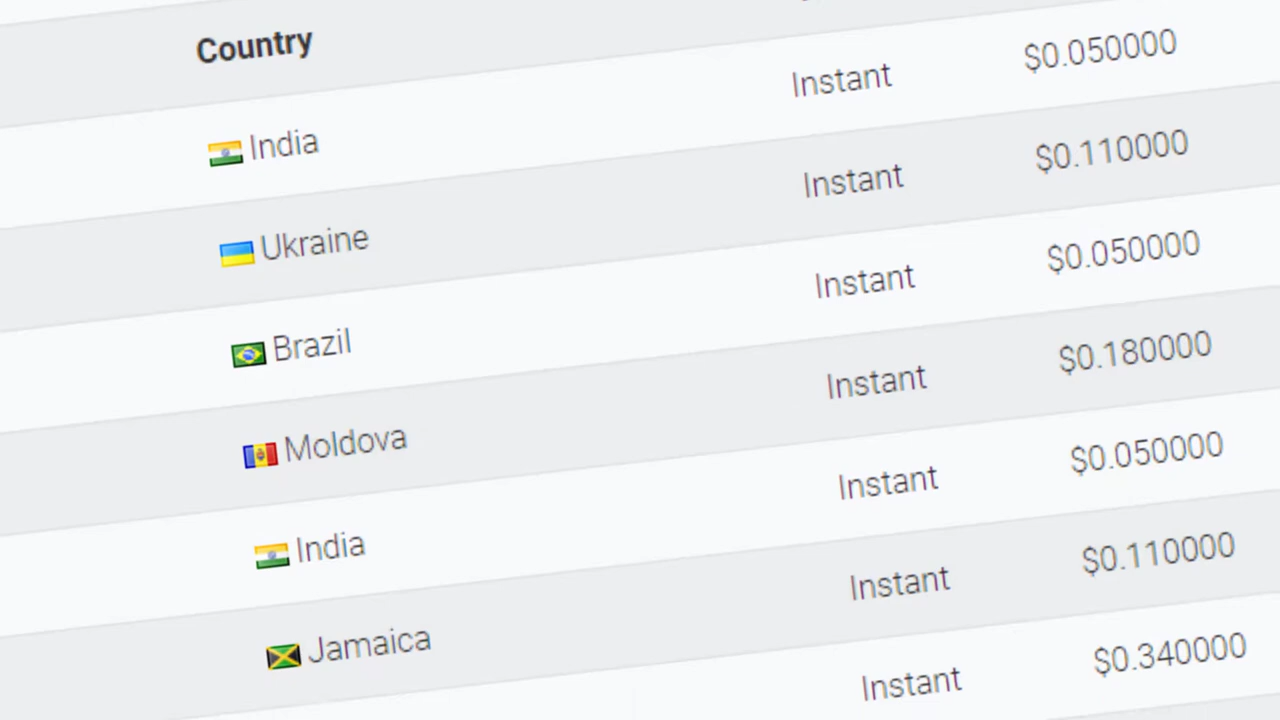 Country
India Instant $0.050000
Ukraine Instant $0.110000
Brazil Instant $0.050000
Moldova Instant $0.180000
India Instant $0.050000
Jamaica Instant $0.110000
Instant $0.340000